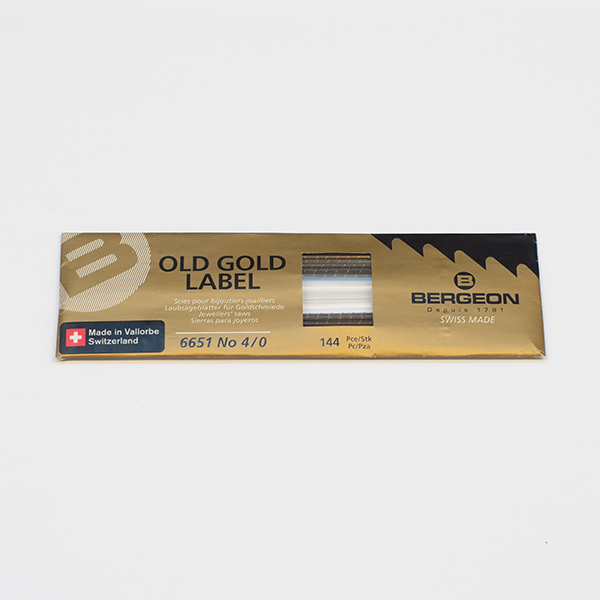 B
OLD GOLD
LABEL
Scies pour bijoutiers-joailliers
Laubsägeblätter für Goldschmiede
Jewellers' saws
Sierras para joyeros
Made in Vallorbe
Switzerland
6651 No 4/0
144 Pce/Stk
Pc/Pza
B
BERGEON
Depuis 1791
SWISS MADE